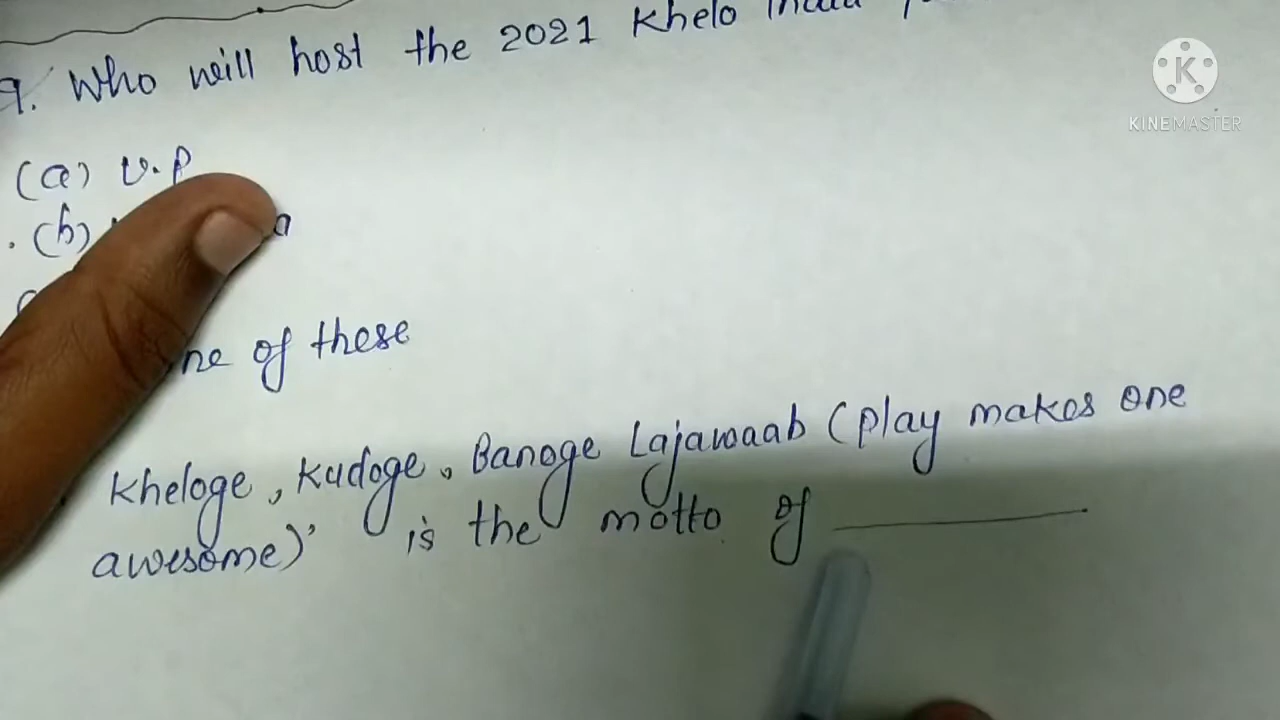 9. Who will host the 2021 Khelo India
KINEMASTER
(a) U.P
(b)
of these
Kheloge, Kudoge, Banoge Lajawaab (play makes one
awesome)' is the motto of